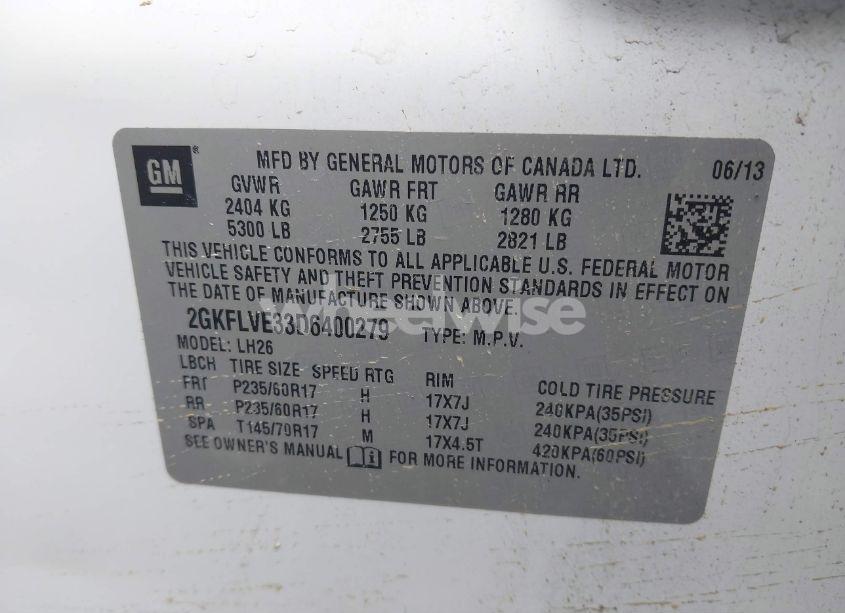 GM®
MFD BY GENERAL MOTORS OF CANADA LTD. 06/13
GVWR GAWR FRT GAWR RR
2404 KG 1250 KG 1280 KG
5300 LB 2755 LB 2821 LB
THIS VEHICLE CONFORMS TO ALL APPLICABLE U.S. FEDERAL MOTOR
VEHICLE SAFETY AND THEFT PREVENTION STANDARDS IN EFFECT ON
THE DATE OF MANUFACTURE SHOWN ABOVE.
wheelwise
2GKFLVE33D6400279 TYPE: M.P.V.
MODEL: LH26
LBCH TIRE SIZE SPEED RTG RIM COLD TIRE PRESSURE
FRT P235/60R17 H 17X7J 240KPA(35PSI)
RR P235/60R17 H 17X7J 240KPA(35PSI)
SPA T145/70R17 M 17X4.5T 420KPA(60PSI)
SEE OWNER'S MANUAL FOR MORE INFORMATION.